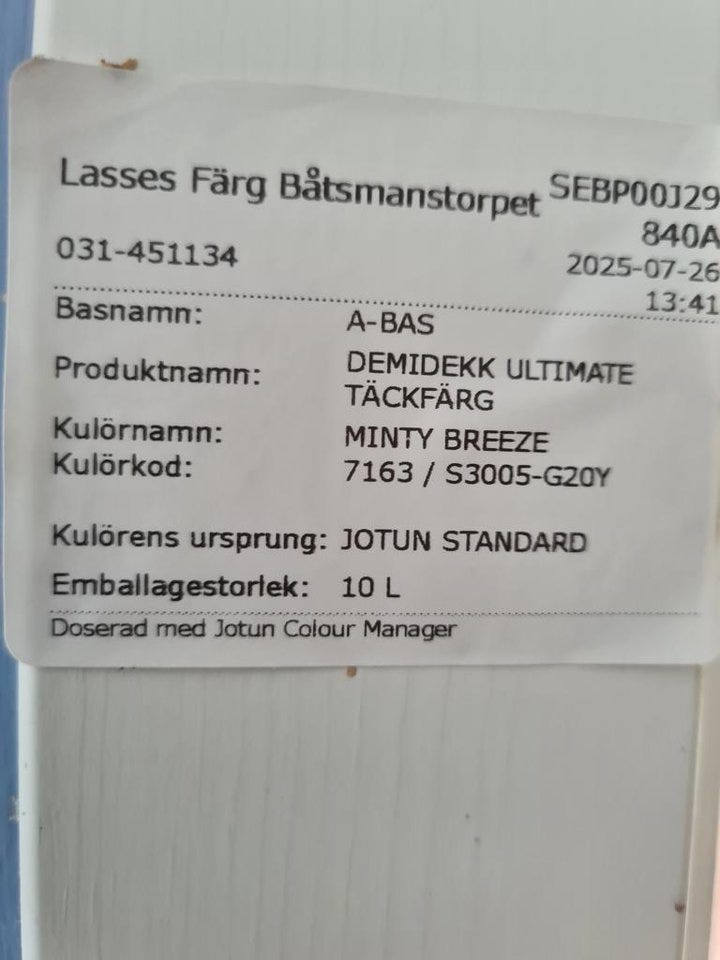 Lasses Färg Båtsmanstorpet SEBP00J29
840A
031-451134 2025-07-26
13:41
Basnamn: A-BAS
Produktnamn: DEMIDEKK ULTIMATE
TÄCKFÄRG
Kulörnamn: MINTY BREEZE
Kulörkod: 7163 / S3005-G20Y
Kulörens ursprung: JOTUN STANDARD
Emballagestorlek: 10 L
Doserad med Jotun Colour Manager